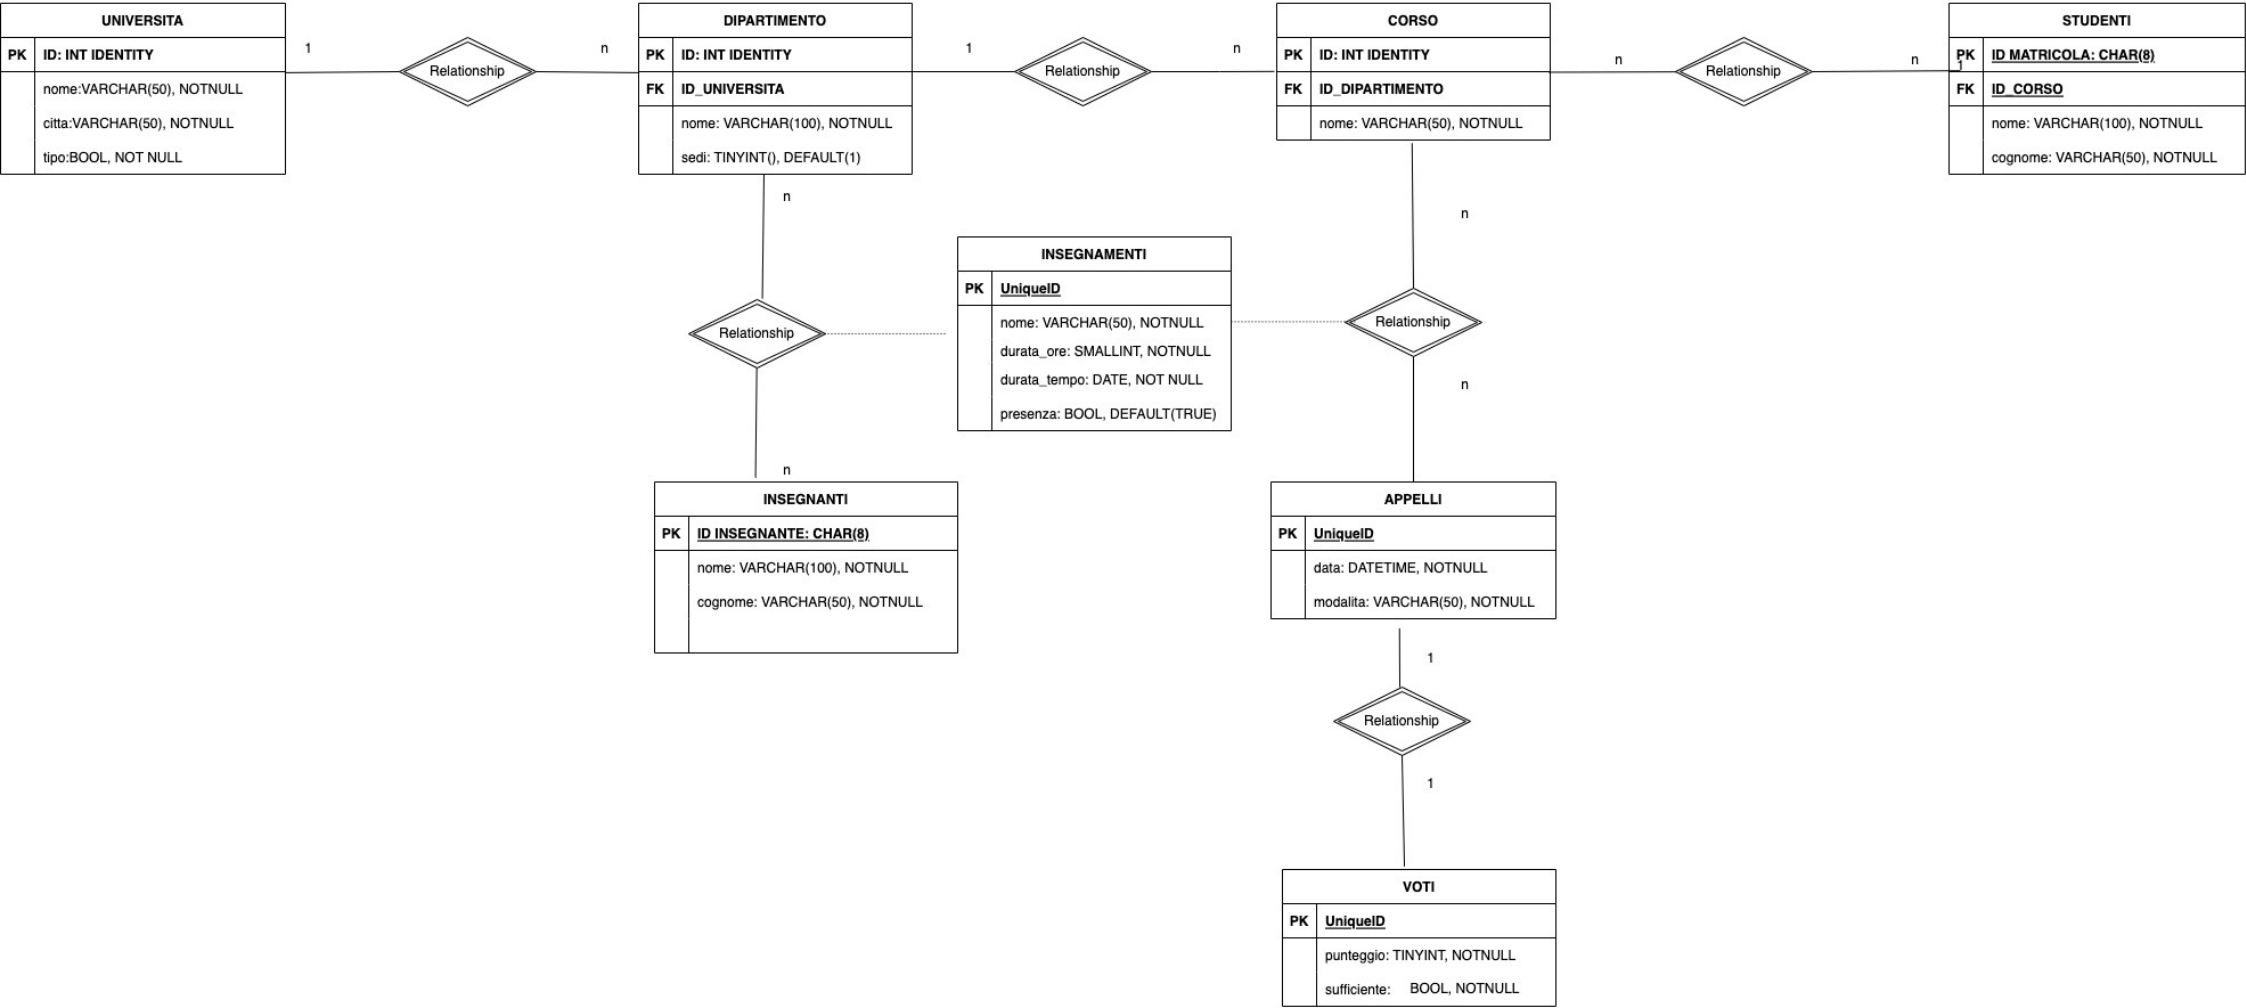 UNIVERSITA
PK ID: INT IDENTITY
nome:VARCHAR(50), NOTNULL
citta:VARCHAR(50), NOTNULL
tipo:BOOL, NOT NULL
1
Relationship
n
DIPARTIMENTO
PK ID: INT IDENTITY
FK ID_UNIVERSITA
nome: VARCHAR(100), NOTNULL
sedi: TINYINT(), DEFAULT(1)
1
Relationship
n
CORSO
PK ID: INT IDENTITY
FK ID_DIPARTIMENTO
nome: VARCHAR(50), NOTNULL
n
Relationship
n
1
STUDENTI
PK ID MATRICOLA: CHAR(8)
FK ID_CORSO
nome: VARCHAR(100), NOTNULL
cognome: VARCHAR(50), NOTNULL
n
Relationship
n
INSEGNAMENTI
PK UniqueID
nome: VARCHAR(50), NOTNULL
durata_ore: SMALLINT, NOTNULL
durata_tempo: DATE, NOT NULL
presenza: BOOL, DEFAULT(TRUE)
n
Relationship
n
INSEGNANTI
PK ID INSEGNANTE: CHAR(8)
nome: VARCHAR(100), NOTNULL
cognome: VARCHAR(50), NOTNULL
APPELLI
PK UniqueID
data: DATETIME, NOTNULL
modalita: VARCHAR(50), NOTNULL
1
Relationship
1
VOTI
PK UniqueID
punteggio: TINYINT, NOTNULL
sufficiente: BOOL, NOTNULL